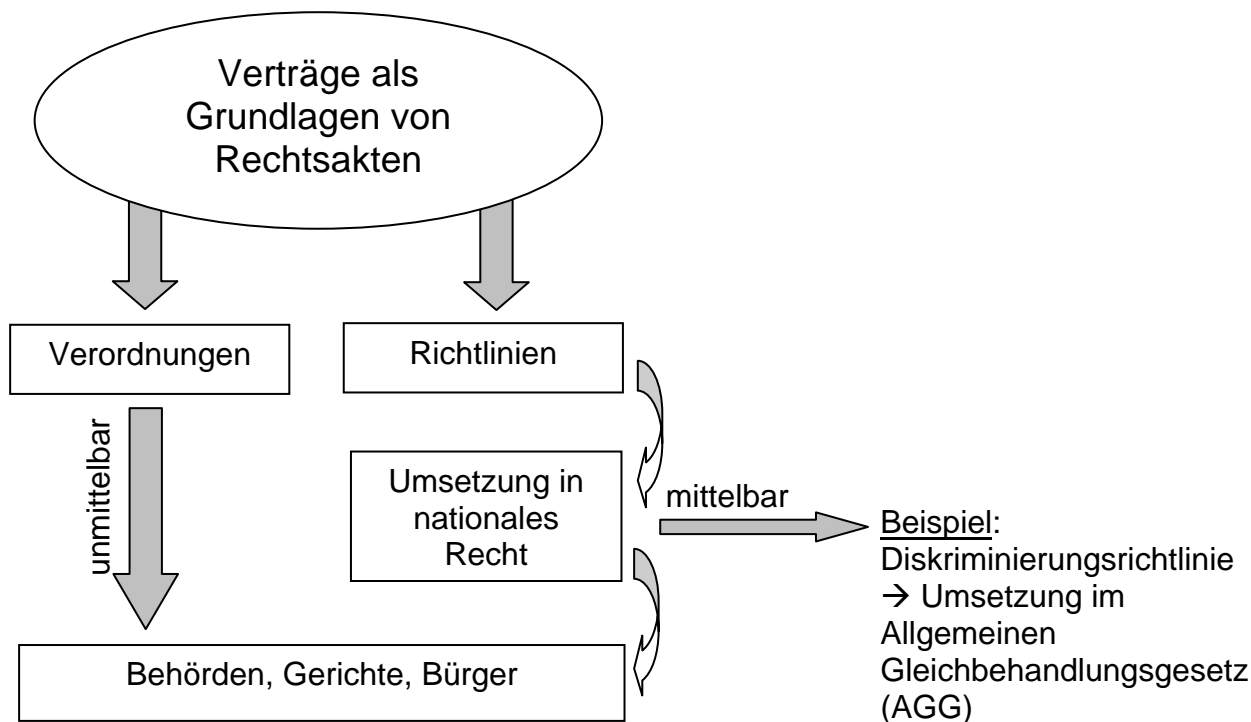 Verträge als
Grundlagen von
Rechtsakten
Verordnungen
Richtlinien
unmittelbar
Umsetzung in
nationales
Recht
mittelbar
Beispiel:
Diskriminierungsrichtlinie
→ Umsetzung im
Allgemeinen
Gleichbehandlungsgesetz
(AGG)
Behörden, Gerichte, Bürger